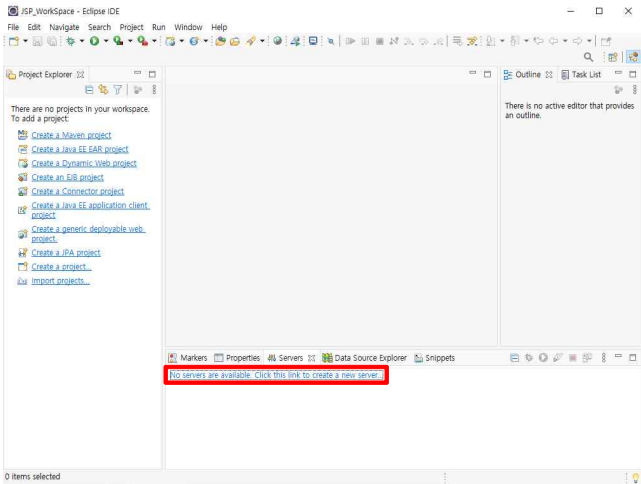 JSP_WorkSpace - Eclipse IDE
File Edit Navigate Search Project Run Window Help
Project Explorer
Outline
Task List
There are no projects in your workspace.
To add a project:
Create a Maven project
Create a Java EE EAR project
Create a Dynamic Web project
Create an EJB project
Create a Connector project
Create a Java EE application client
project
Create a generic deployable web
project.
Create a JPA project
Create a project...
Import projects...
There is no active editor that provides
an outline.
Markers Properties Servers Data Source Explorer Snippets
No servers are available. Click this link to create a new server...
0 items selected